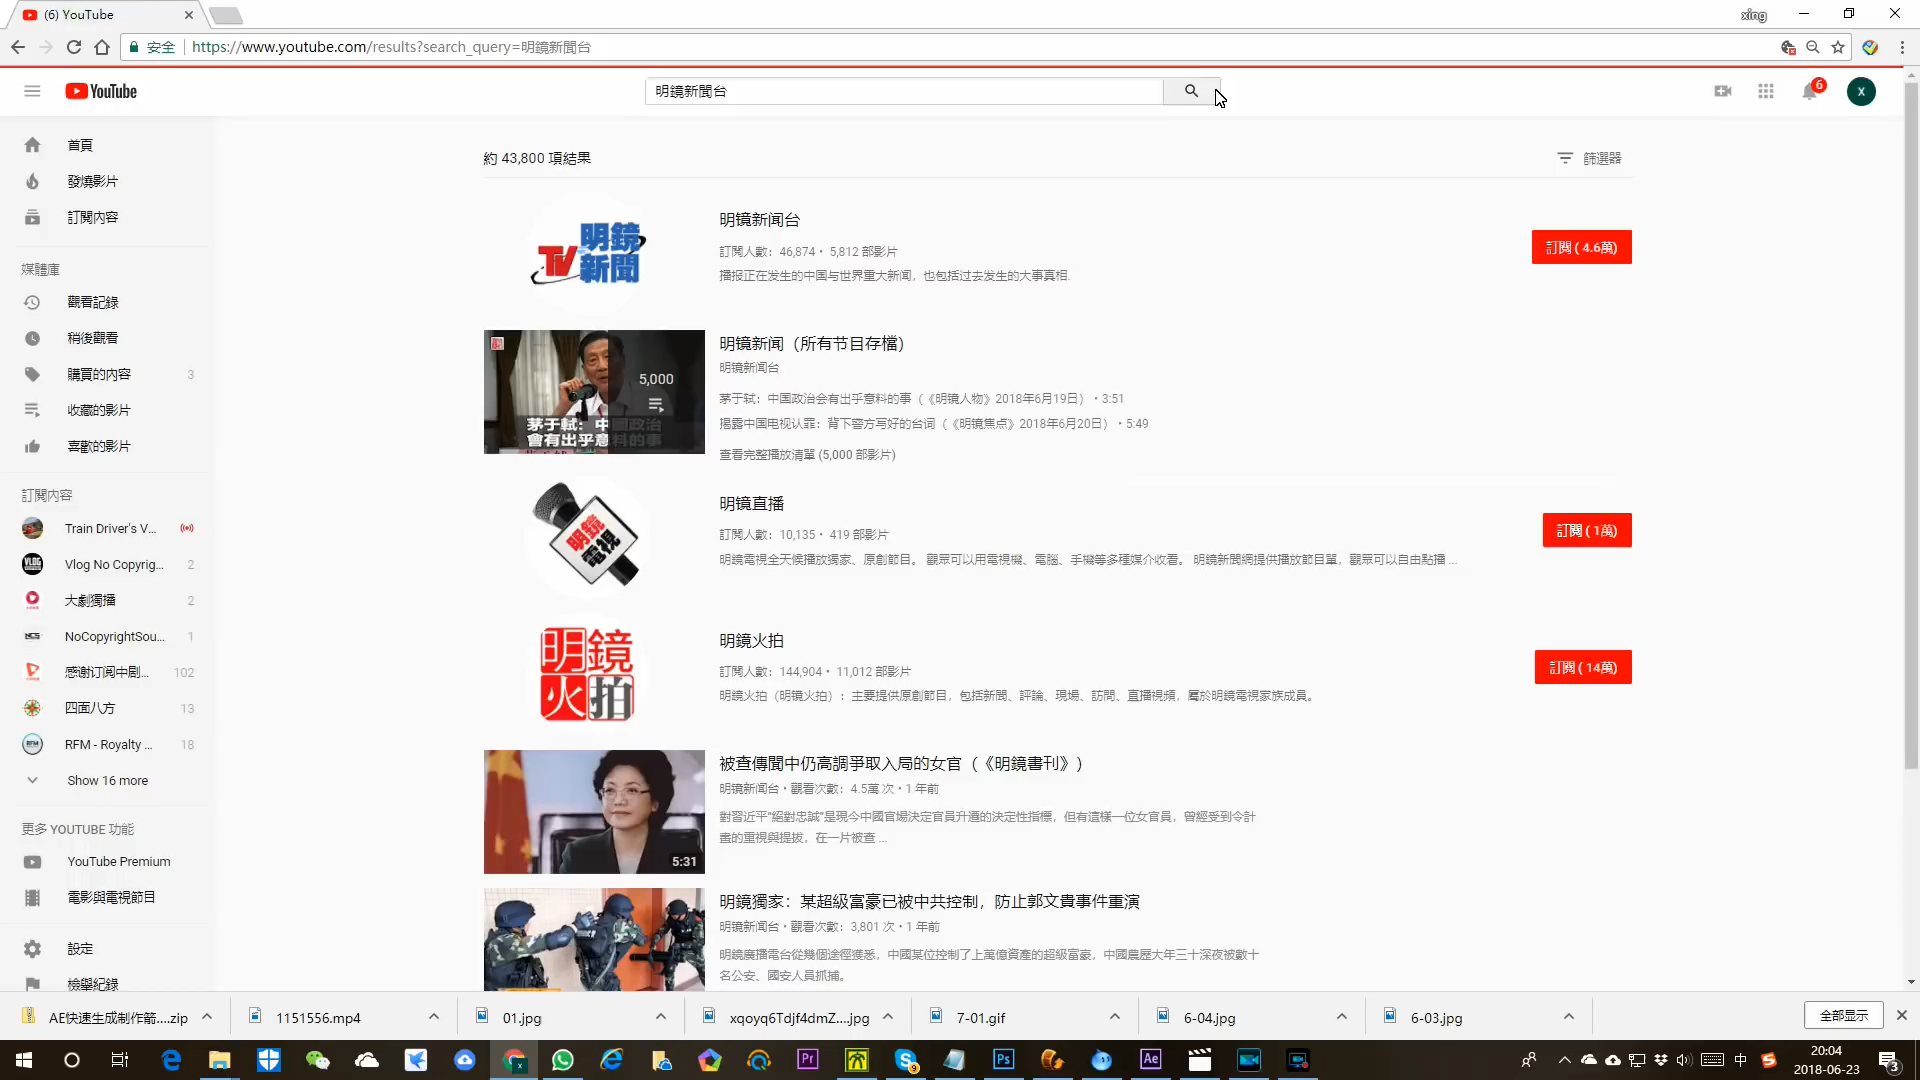 (6) YouTube
xing
安全
https://www.youtube.com/results?search_query=明鏡新聞台
YouTube
明鏡新聞台
6
X
首頁
發燒影片
訂閱內容
媒體庫
觀看記錄
稍後觀看
購買的內容 3
收藏的影片
喜歡的影片
訂閱內容
Train Driver's V...
Vlog No Copyrig... 2
大劇獨播 2
NoCopyrightSou... 1
感谢订阅中剧... 102
四面八方 13
RFM - Royalty ... 18
Show 16 more
更多 YOUTUBE 功能
YouTube Premium
電影與電視節目
設定
檢舉紀錄
約 43,800 項結果
篩選器
TV 明鏡新聞
明镜新闻台
訂閱人數：46,874 • 5,812 部影片
播报正在发生的中国与世界重大新闻，也包括过去发生的大事真相.
訂閱 ( 4.6萬)
5,000
茅于軾：中國政治
會有出乎意料的事
明镜新闻（所有节目存檔）
明镜新闻台
茅于轼：中国政治会有出乎意料的事（《明镜人物》2018年6月19日） • 3:51
揭露中国电视认罪：背下警方写好的台词（《明镜焦点》2018年6月20日） • 5:49
查看完整播放清單 (5,000 部影片)
明鏡電視
明镜直播
訂閱人數：10,135 • 419 部影片
明鏡電視全天候播放獨家、原創節目。 觀眾可以用電視機、電腦、手機等多種媒介收看。 明鏡新聞網提供播放節目單，觀眾可以自由點播 ...
訂閱 ( 1萬)
明鏡火拍
明鏡火拍
訂閱人數：144,904 • 11,012 部影片
明鏡火拍（明镜火拍）：主要提供原創節目，包括新聞、評論、現場、訪問、直播視頻，屬於明鏡電視家族成員。
訂閱 ( 14萬)
5:31
被查傳聞中仍高調爭取入局的女官（《明鏡書刊》）
明鏡新闻台 • 觀看次數：4.5萬 次 • 1 年前
對習近平“絕對忠誠”是現今中國官場決定官員升遷的決定性指標，但有這樣一位女官員，曾經受到令計
畫的重視與提拔，在一片被查 ...
明鏡獨家：某超級富豪已被中共控制，防止郭文貴事件重演
明鏡新闻台 • 觀看次數：3,801 次 • 1 年前
明鏡廣播電台從幾個途徑獲悉，中國某位控制了上萬億資產的超級富豪，中國農歷大年三十深夜被數十
名公安、國安人員抓捕。
AE快速生成制作箭....zip
1151556.mp4
01.jpg
xqoyq6Tdjf4dmZ....jpg
7-01.gif
6-04.jpg
6-03.jpg
全部显示
Pr
9
Ps
Ae
中
20:04
2018-06-23
3